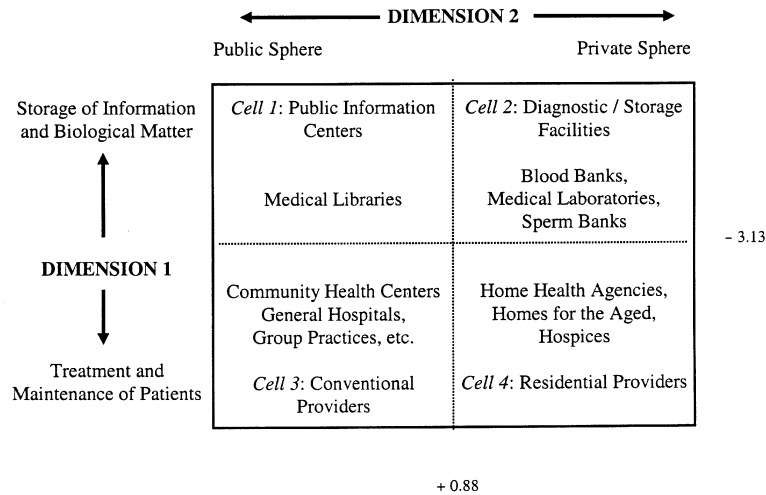 DIMENSION 2
Public Sphere
Private Sphere
Storage of Information
and Biological Matter
Cell 1: Public Information
Centers
Cell 2: Diagnostic / Storage
Facilities
Medical Libraries
Blood Banks,
Medical Laboratories,
Sperm Banks
– 3.13
DIMENSION 1
Community Health Centers
General Hospitals,
Group Practices, etc.
Home Health Agencies,
Homes for the Aged,
Hospices
Treatment and
Maintenance of Patients
Cell 3: Conventional
Providers
Cell 4: Residential Providers
+ 0.88